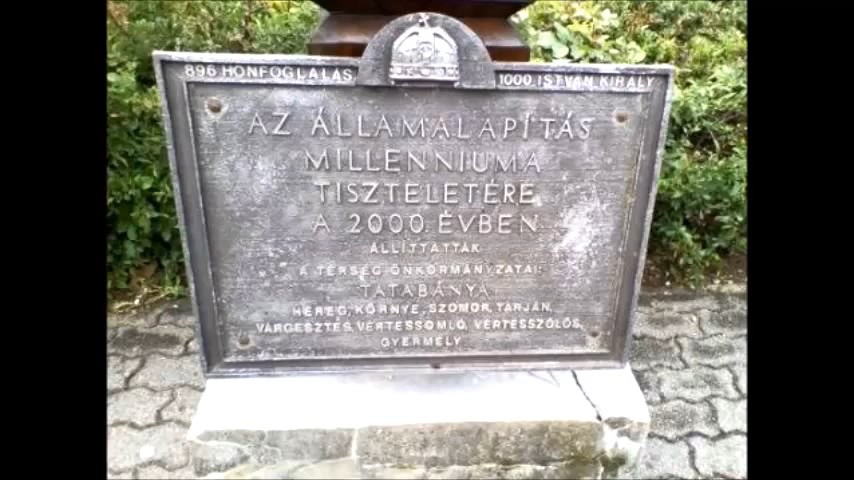 896 HONFOGLALÁS 1000 ISTVÁN KIRÁLY
AZ ÁLLAMALAPÍTÁS
MILLENNIUMA
TISZTELETÉRE
A 2000. ÉVBEN
ÁLLÍTTATTÁK
A TÉRSÉG ÖNKORMÁNYZATAI:
TATABÁNYA
HÉREG, KÖRNYE, SZOMOR, TARJÁN,
VÁRGESZTES, VÉRTESSOMLÓ, VÉRTESSZŐLŐS,
GYERMELY